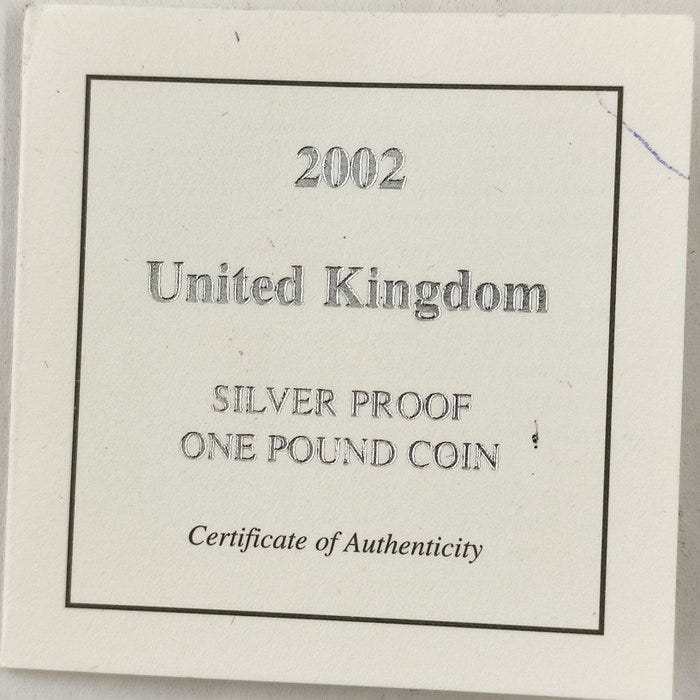 2002
United Kingdom
SILVER PROOF
ONE POUND COIN
Certificate of Authenticity